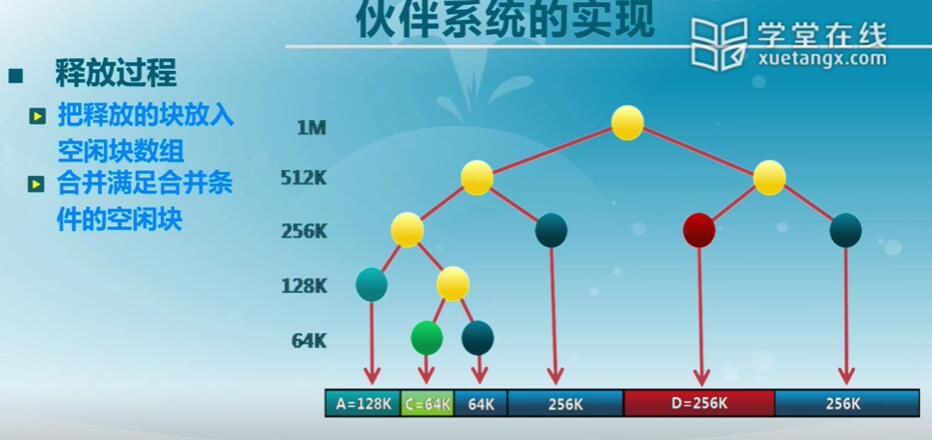 伙伴系统的实现
学堂在线
xuetangx.com
释放过程
把释放的块放入
空闲块数组
合并满足合并条
件的空闲块
1M
512K
256K
128K
64K
A=128K C=64K 64K 256K D=256K 256K